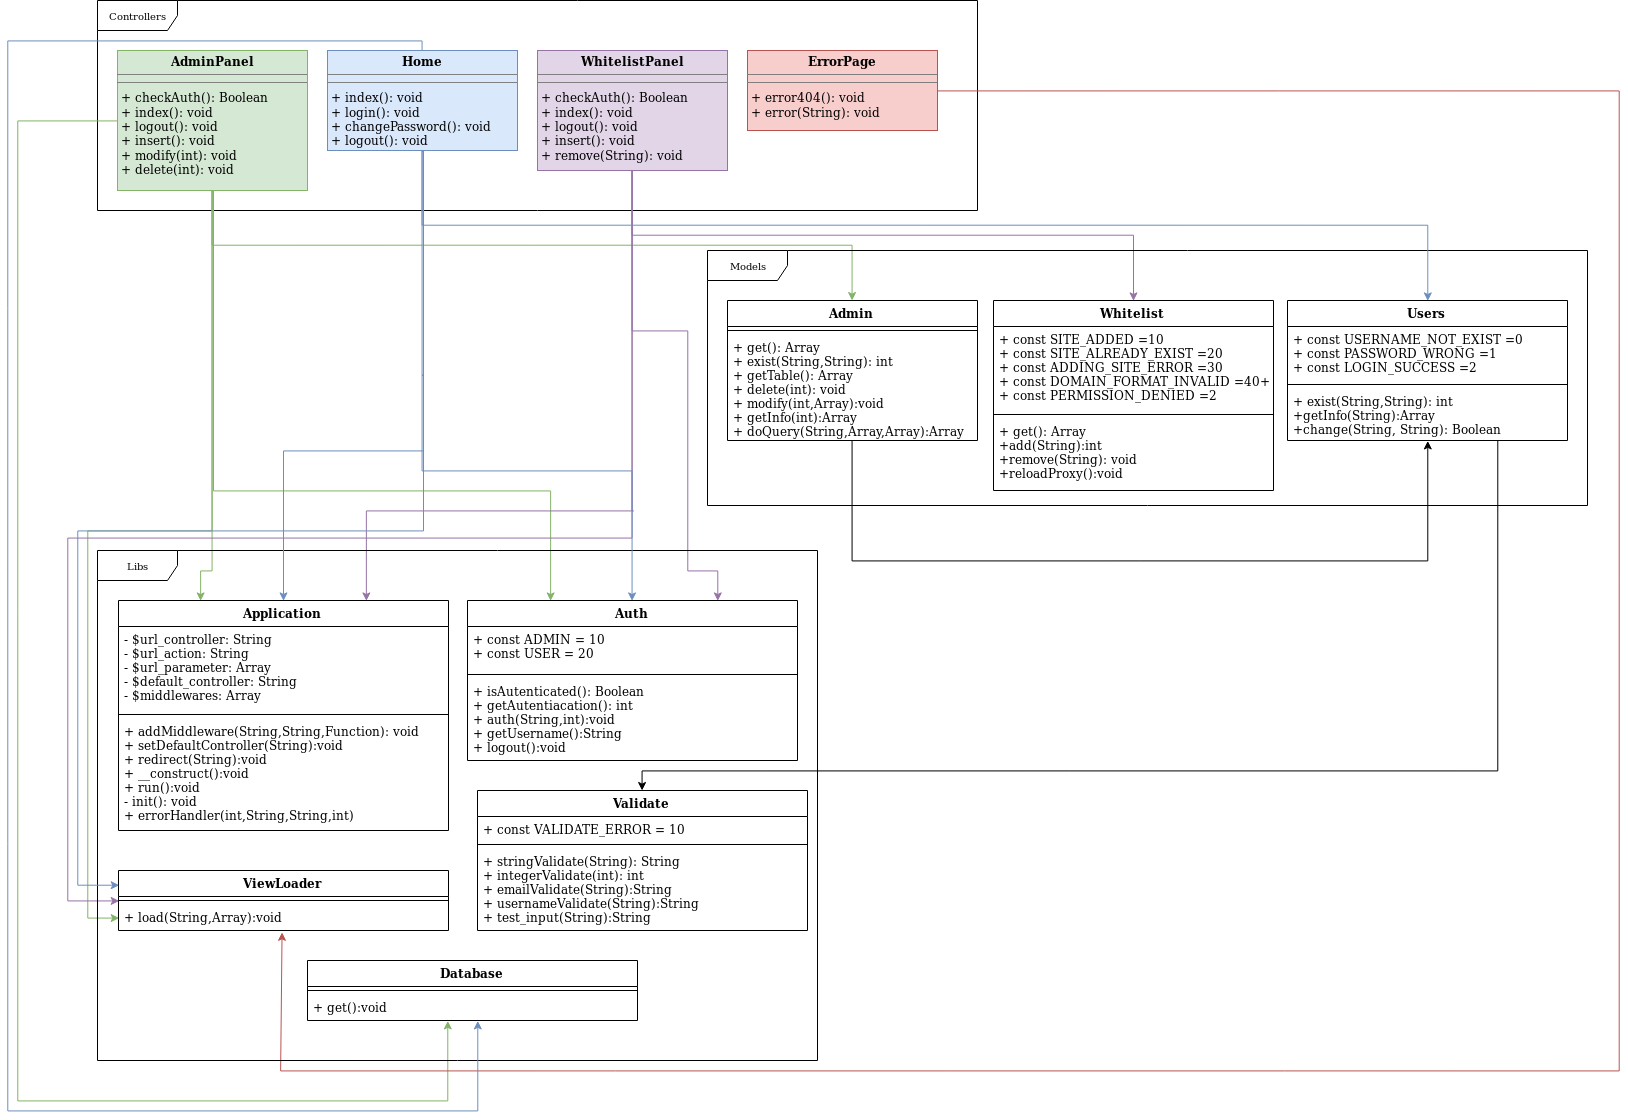 Controllers
AdminPanel
+ checkAuth(): Boolean
+ index(): void
+ logout(): void
+ insert(): void
+ modify(int): void
+ delete(int): void
Home
+ index(): void
+ login(): void
+ changePassword(): void
+ logout(): void
WhitelistPanel
+ checkAuth(): Boolean
+ index(): void
+ logout(): void
+ insert(): void
+ remove(String): void
ErrorPage
+ error404(): void
+ error(String): void
Models
Admin
+ get(): Array
+ exist(String,String): int
+ getTable(): Array
+ delete(int): void
+ modify(int,Array):void
+ getInfo(int):Array
+ doQuery(String,Array,Array):Array
Whitelist
+ const SITE_ADDED =10
+ const SITE_ALREADY_EXIST =20
+ const ADDING_SITE_ERROR =30
+ const DOMAIN_FORMAT_INVALID =40+
+ const PERMISSION_DENIED =2
+ get(): Array
+add(String):int
+remove(String): void
+reloadProxy():void
Users
+ const USERNAME_NOT_EXIST =0
+ const PASSWORD_WRONG =1
+ const LOGIN_SUCCESS =2
+ exist(String,String): int
+getInfo(String):Array
+change(String, String): Boolean
Libs
Application
- $url_controller: String
- $url_action: String
- $url_parameter: Array
- $default_controller: String
- $middlewares: Array
+ addMiddleware(String,String,Function): void
+ setDefaultController(String):void
+ redirect(String):void
+ __construct():void
+ run():void
- init(): void
+ errorHandler(int,String,String,int)
Auth
+ const ADMIN = 10
+ const USER = 20
+ isAutenticated(): Boolean
+ getAutentiacation(): int
+ auth(String,int):void
+ getUsername():String
+ logout():void
Validate
+ const VALIDATE_ERROR = 10
+ stringValidate(String): String
+ integerValidate(int): int
+ emailValidate(String):String
+ usernameValidate(String):String
+ test_input(String):String
ViewLoader
+ load(String,Array):void
Database
+ get():void